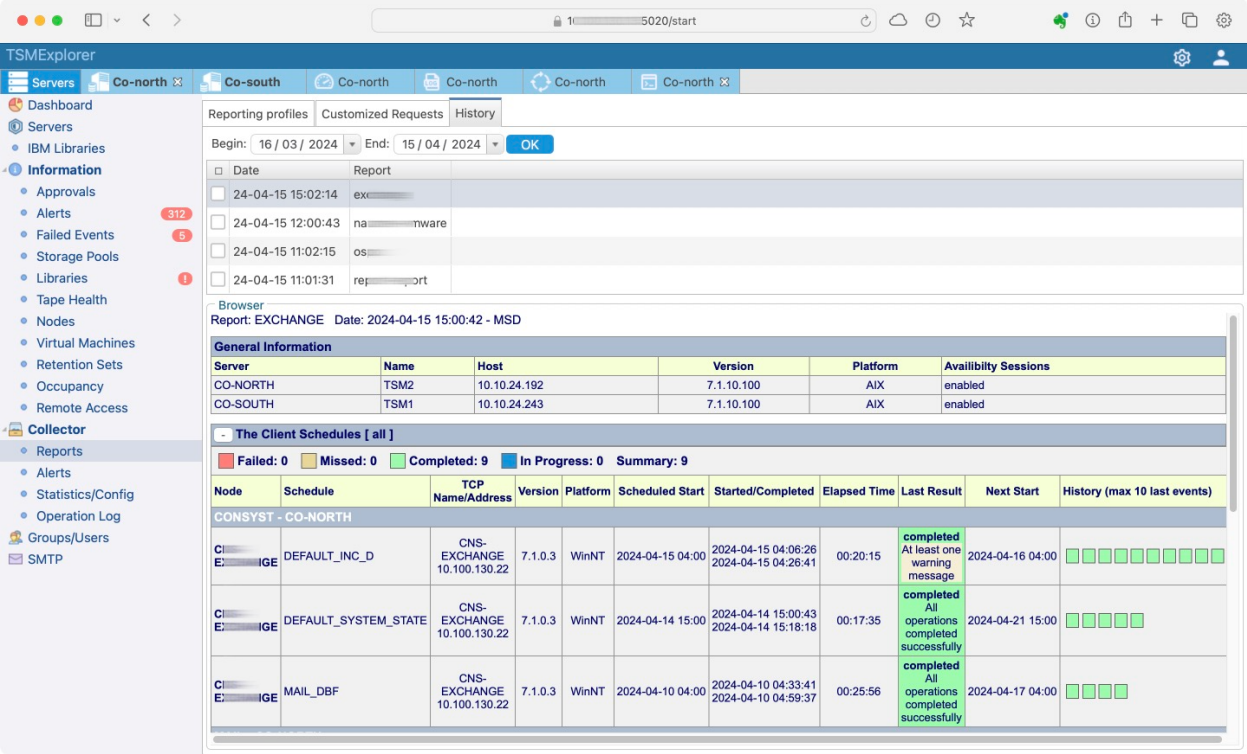 5020/start
TSMExplorer
Servers Co-north Co-south Co-north Co-north Co-north Co-north
Dashboard
Servers
IBM Libraries
Information
Approvals
Alerts 312
Failed Events 5
Storage Pools
Libraries !
Tape Health
Nodes
Virtual Machines
Retention Sets
Occupancy
Remote Access
Collector
Reports
Alerts
Statistics/Config
Operation Log
Groups/Users
SMTP
Reporting profiles Customized Requests History
Begin: 16/03/2024 End: 15/04/2024 OK
Date Report
24-04-15 15:02:14
24-04-15 12:00:43
24-04-15 11:02:15
24-04-15 11:01:31
Browser
Report: EXCHANGE Date: 2024-04-15 15:00:42 - MSD
General Information
Server Name Host Version Platform Availibilty Sessions
CO-NORTH TSM2 10.10.24.192 7.1.10.100 AIX enabled
CO-SOUTH TSM1 10.10.24.243 7.1.10.100 AIX enabled
- The Client Schedules [ all ]
Failed: 0 Missed: 0 Completed: 9 In Progress: 0 Summary: 9
Node Schedule TCP Name/Address Version Platform Scheduled Start Started/Completed Elapsed Time Last Result Next Start History (max 10 last events)
CONSYST - CO-NORTH
DEFAULT_INC_D CNS-EXCHANGE 10.100.130.22 7.1.0.3 WinNT 2024-04-15 04:00 2024-04-15 04:06:26 2024-04-15 04:26:41 00:20:15 completed At least one warning message 2024-04-16 04:00
DEFAULT_SYSTEM_STATE CNS-EXCHANGE 10.100.130.22 7.1.0.3 WinNT 2024-04-14 15:00 2024-04-14 15:00:43 2024-04-14 15:18:18 00:17:35 completed All operations completed successfully 2024-04-21 15:00
MAIL_DBF CNS-EXCHANGE 10.100.130.22 7.1.0.3 WinNT 2024-04-10 04:00 2024-04-10 04:33:41 2024-04-10 04:59:37 00:25:56 completed All operations completed successfully 2024-04-17 04:00